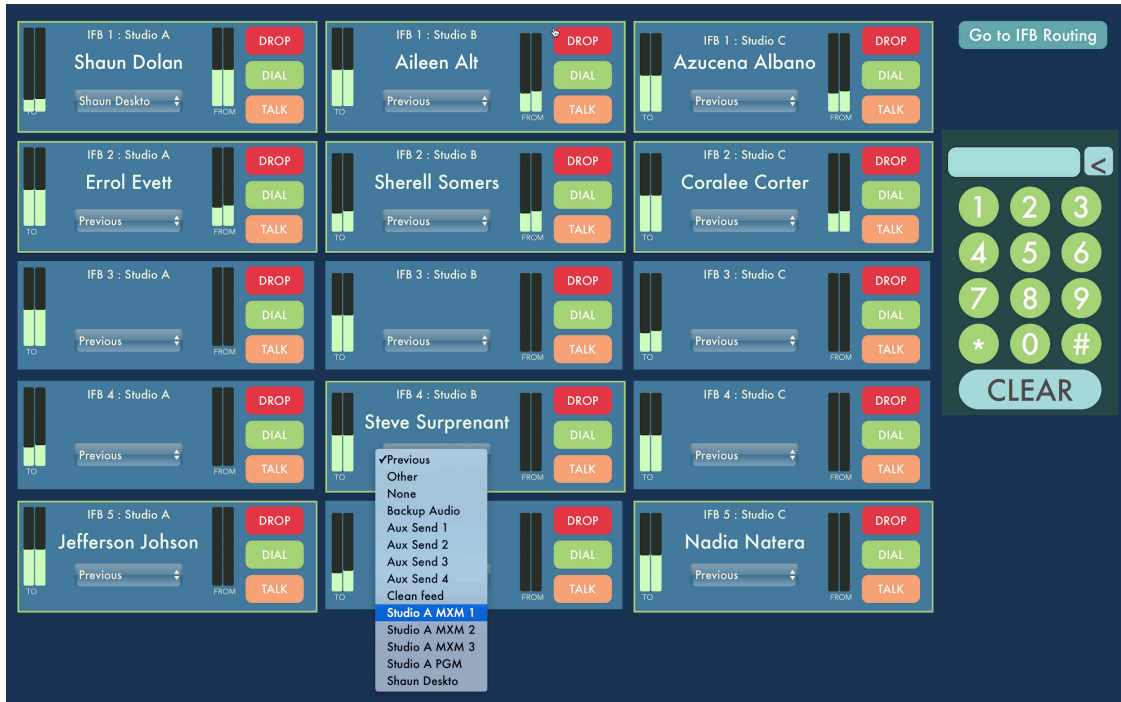 IFB 1 : Studio A
Shaun Dolan
Shaun Deskto
TO
FROM
DROP
DIAL
TALK
IFB 1 : Studio B
Aileen Alt
Previous
TO
FROM
DROP
DIAL
TALK
IFB 1 : Studio C
Azucena Albano
Previous
TO
FROM
DROP
DIAL
TALK
Go to IFB Routing
IFB 2 : Studio A
Errol Evett
Previous
TO
FROM
DROP
DIAL
TALK
IFB 2 : Studio B
Sherell Somers
Previous
TO
FROM
DROP
DIAL
TALK
IFB 2 : Studio C
Coralee Corter
Previous
TO
FROM
DROP
DIAL
TALK
<
1 2 3
4 5 6
7 8 9
* 0 #
CLEAR
IFB 3 : Studio A
Previous
TO
FROM
DROP
DIAL
TALK
IFB 3 : Studio B
Previous
TO
FROM
DROP
DIAL
TALK
IFB 3 : Studio C
Previous
TO
FROM
DROP
DIAL
TALK
IFB 4 : Studio A
Previous
TO
FROM
DROP
DIAL
TALK
IFB 4 : Studio B
Steve Surprenant
TO
FROM
DROP
DIAL
TALK
✓Previous
Other
None
Backup Audio
Aux Send 1
Aux Send 2
Aux Send 3
Aux Send 4
Clean feed
Studio A MXM 1
Studio A MXM 2
Studio A MXM 3
Studio A PGM
Shaun Deskto
IFB 4 : Studio C
Previous
TO
FROM
DROP
DIAL
TALK
IFB 5 : Studio A
Jefferson Johson
Previous
TO
FROM
DROP
DIAL
TALK
TO
FROM
DROP
DIAL
TALK
IFB 5 : Studio C
Nadia Natera
Previous
TO
FROM
DROP
DIAL
TALK